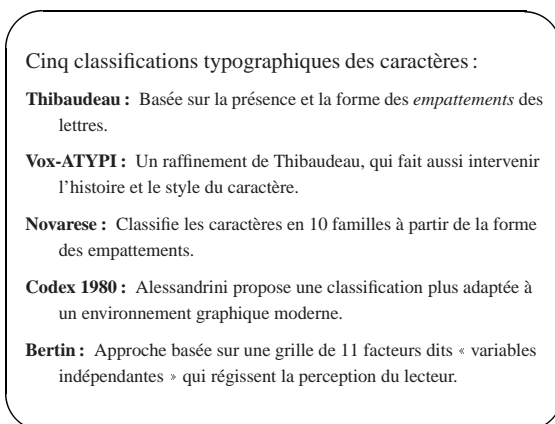 Cinq classifications typographiques des caractères :
Thibaudeau : Basée sur la présence et la forme des empattements des
lettres.
Vox-ATYPI : Un raffinement de Thibaudeau, qui fait aussi intervenir
l’histoire et le style du caractère.
Novarese : Classifie les caractères en 10 familles à partir de la forme
des empattements.
Codex 1980 : Alessandrini propose une classification plus adaptée à
un environnement graphique moderne.
Bertin : Approche basée sur une grille de 11 facteurs dits « variables
indépendantes » qui régissent la perception du lecteur.